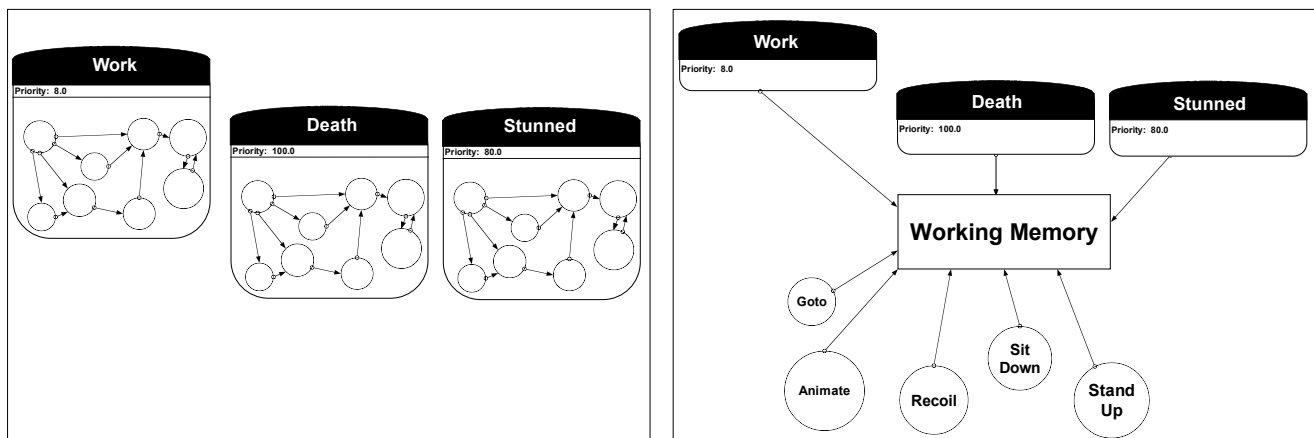 Work
Priority: 8.0
Death
Priority: 100.0
Stunned
Priority: 80.0
Work
Priority: 8.0
Death
Priority: 100.0
Stunned
Priority: 80.0
Working Memory
Goto
Animate
Recoil
Sit
Down
Stand
Up